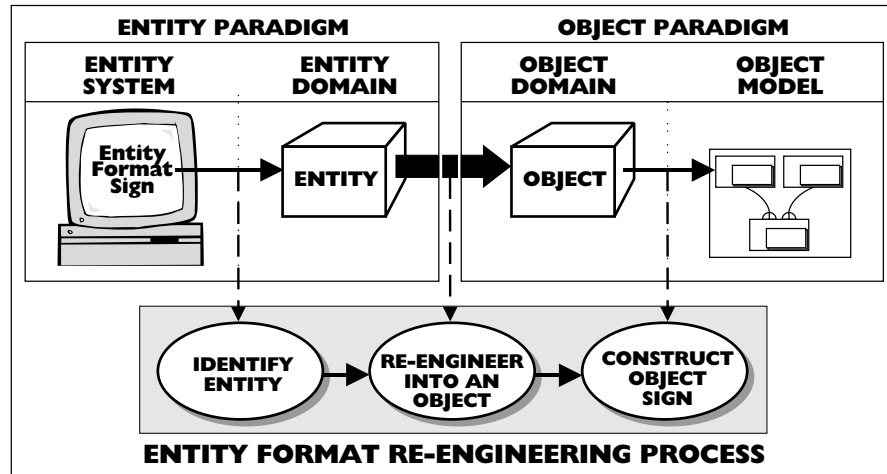 ENTITY PARADIGM
OBJECT PARADIGM
ENTITY
SYSTEM
ENTITY
DOMAIN
OBJECT
DOMAIN
OBJECT
MODEL
Entity
Format
Sign
ENTITY
OBJECT
IDENTIFY
ENTITY
RE-ENGINEER
INTO AN
OBJECT
CONSTRUCT
OBJECT
SIGN
ENTITY FORMAT RE-ENGINEERING PROCESS